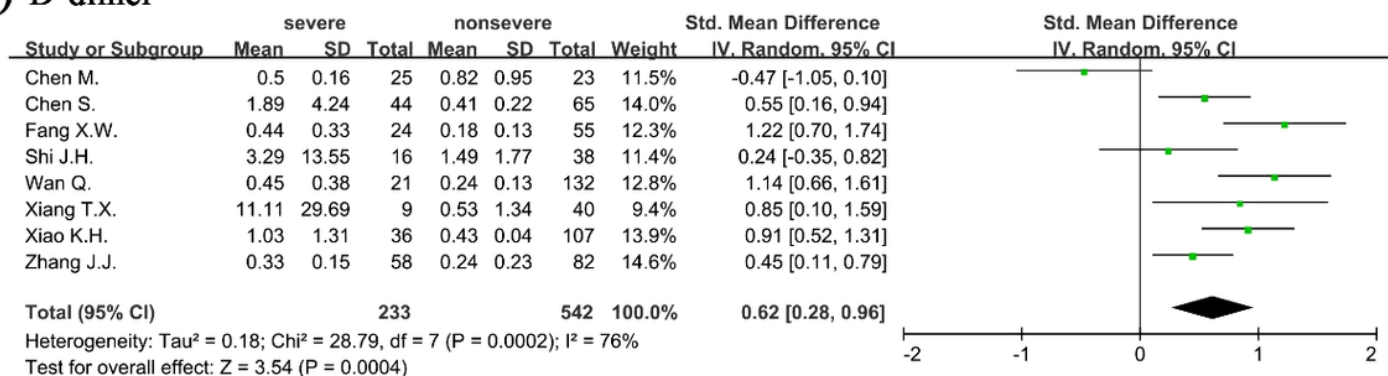 ) D-dimer
severe nonsevere Std. Mean Difference Std. Mean Difference
Study or Subgroup Mean SD Total Mean SD Total Weight IV. Random. 95% CI IV. Random. 95% CI
Chen M. 0.5 0.16 25 0.82 0.95 23 11.5% -0.47 [-1.05, 0.10]
Chen S. 1.89 4.24 44 0.41 0.22 65 14.0% 0.55 [0.16, 0.94]
Fang X.W. 0.44 0.33 24 0.18 0.13 55 12.3% 1.22 [0.70, 1.74]
Shi J.H. 3.29 13.55 16 1.49 1.77 38 11.4% 0.24 [-0.35, 0.82]
Wan Q. 0.45 0.38 21 0.24 0.13 132 12.8% 1.14 [0.66, 1.61]
Xiang T.X. 11.11 29.69 9 0.53 1.34 40 9.4% 0.85 [0.10, 1.59]
Xiao K.H. 1.03 1.31 36 0.43 0.04 107 13.9% 0.91 [0.52, 1.31]
Zhang J.J. 0.33 0.15 58 0.24 0.23 82 14.6% 0.45 [0.11, 0.79]
Total (95% CI) 233 542 100.0% 0.62 [0.28, 0.96]
Heterogeneity: Tau² = 0.18; Chi² = 28.79, df = 7 (P = 0.0002); I² = 76%
Test for overall effect: Z = 3.54 (P = 0.0004)
-2 -1 0 1 2